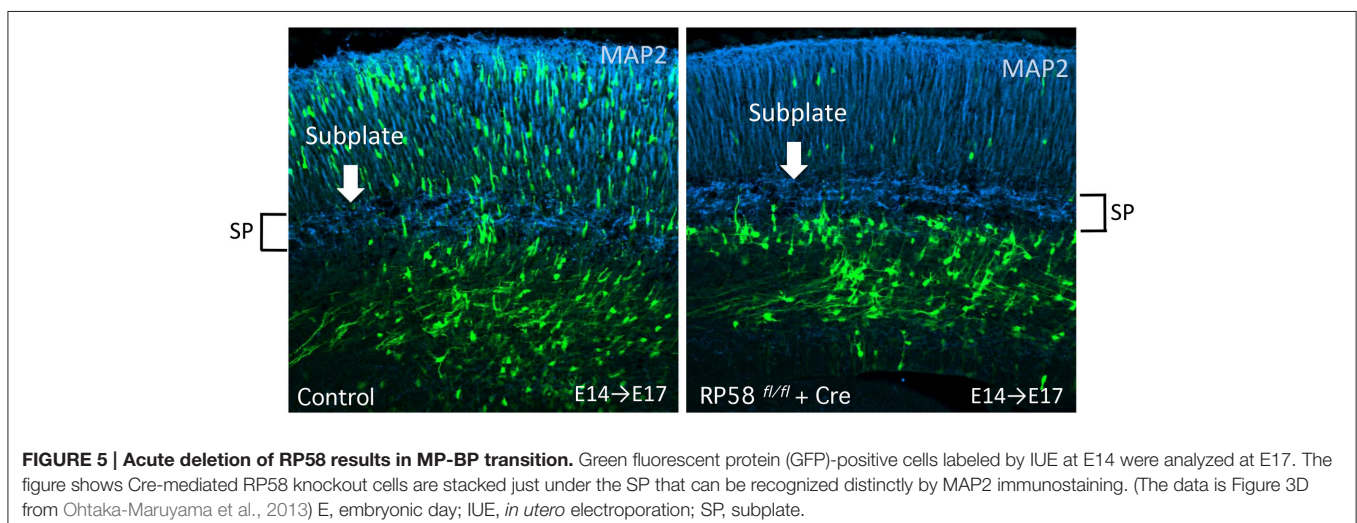 MAP2
MAP2
Subplate
Subplate
SP
SP
Control
E14→E17
RP58 fl/fl + Cre
E14→E17
FIGURE 5 | Acute deletion of RP58 results in MP-BP transition. Green fluorescent protein (GFP)-positive cells labeled by IUE at E14 were analyzed at E17. The
figure shows Cre-mediated RP58 knockout cells are stacked just under the SP that can be recognized distinctly by MAP2 immunostaining. (The data is Figure 3D
from Ohtaka-Maruyama et al., 2013) E, embryonic day; IUE, in utero electroporation; SP, subplate.